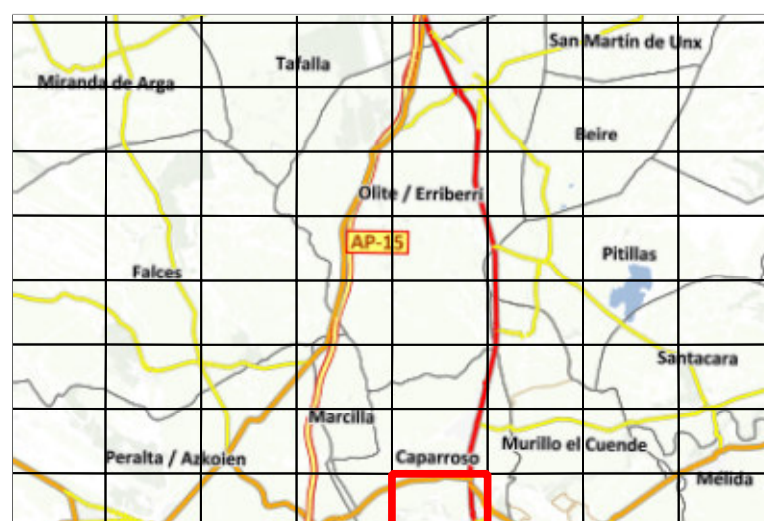 San Martín de Unx
Tafalla
Miranda de Arga
Beire
Olite / Erriberri
AP-15
Pitillas
Falces
Santacara
Marcilla
Murillo el Cuende
Peralta / Azkoien
Caparroso
Mélida